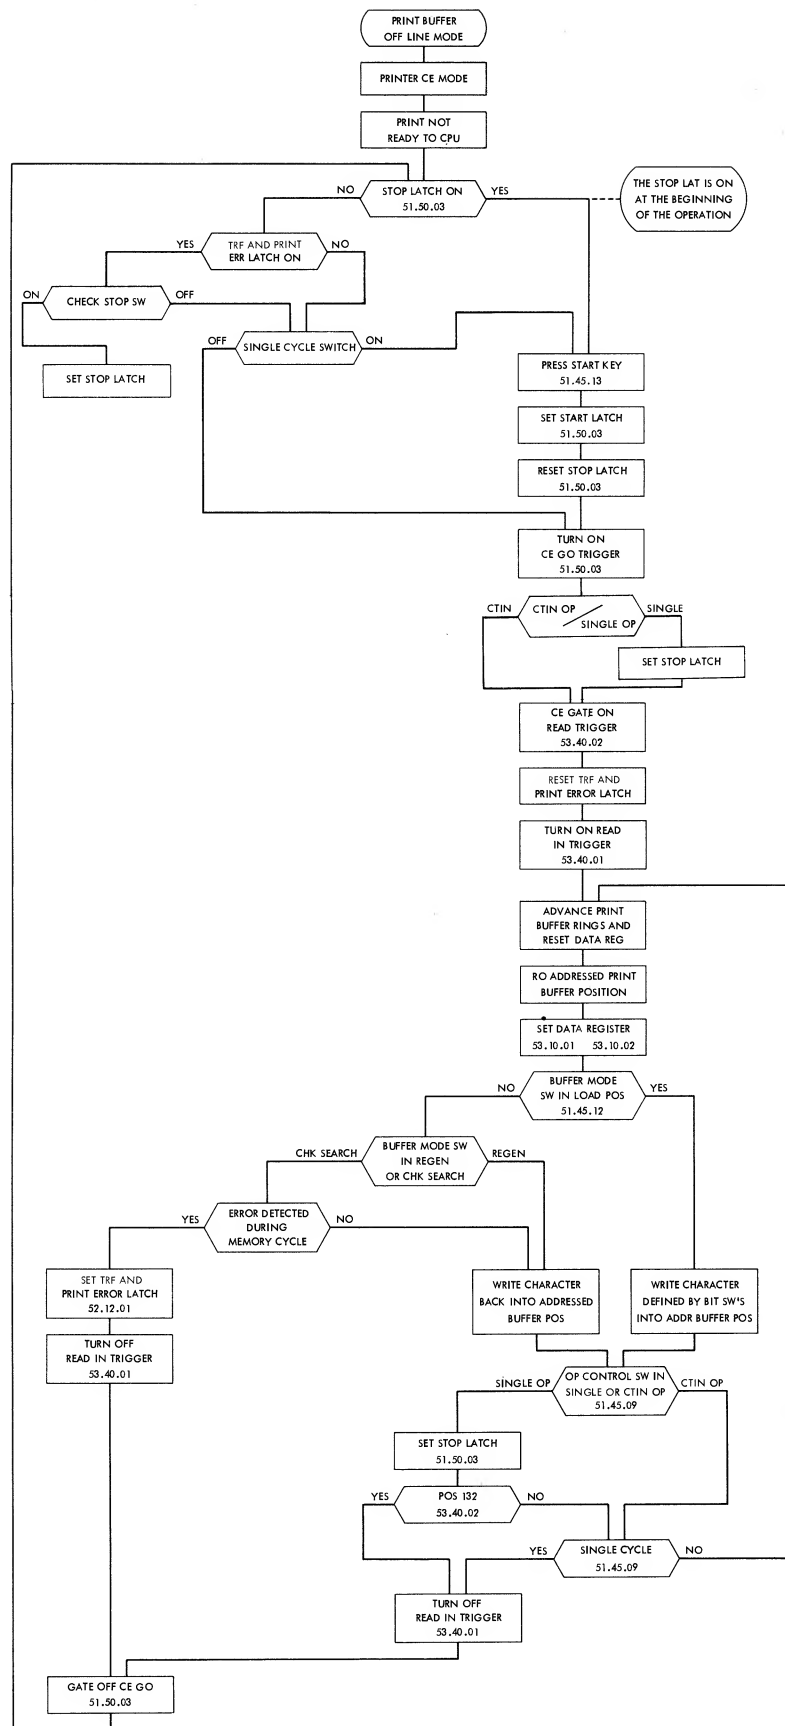 PRINT BUFFER
OFF LINE MODE
PRINTER CE MODE
PRINT NOT
READY TO CPU
NO
STOP LATCH ON
51.50.03
YES
THE STOP LAT IS ON
AT THE BEGINNING
OF THE OPERATION
YES
TRF AND PRINT
ERR LATCH ON
NO
ON
CHECK STOP SW
OFF
OFF
SINGLE CYCLE SWITCH
ON
SET STOP LATCH
PRESS START KEY
51.45.13
SET START LATCH
51.50.03
RESET STOP LATCH
51.50.03
TURN ON
CE GO TRIGGER
51.50.03
CTIN
CTIN OP
SINGLE OP
SINGLE
SET STOP LATCH
CE GATE ON
READ TRIGGER
53.40.02
RESET TRF AND
PRINT ERROR LATCH
TURN ON READ
IN TRIGGER
53.40.01
ADVANCE PRINT
BUFFER RINGS AND
RESET DATA REG
RO ADDRESSED PRINT
BUFFER POSITION
SET DATA REGISTER
53.10.01 53.10.02
NO
BUFFER MODE
SW IN LOAD POS
51.45.12
YES
CHK SEARCH
BUFFER MODE SW
IN REGEN
OR CHK SEARCH
REGEN
YES
ERROR DETECTED
DURING
MEMORY CYCLE
NO
SET TRF AND
PRINT ERROR LATCH
52.12.01
WRITE CHARACTER
BACK INTO ADDRESSED
BUFFER POS
WRITE CHARACTER
DEFINED BY BIT SW'S
INTO ADDR BUFFER POS
TURN OFF
READ IN TRIGGER
53.40.01
SINGLE OP
OP CONTROL SW IN
SINGLE OR CTIN OP
51.45.09
CTIN OP
SET STOP LATCH
51.50.03
YES
POS 132
53.40.02
NO
YES
SINGLE CYCLE
51.45.09
NO
TURN OFF
READ IN TRIGGER
53.40.01
GATE OFF CE GO
51.50.03